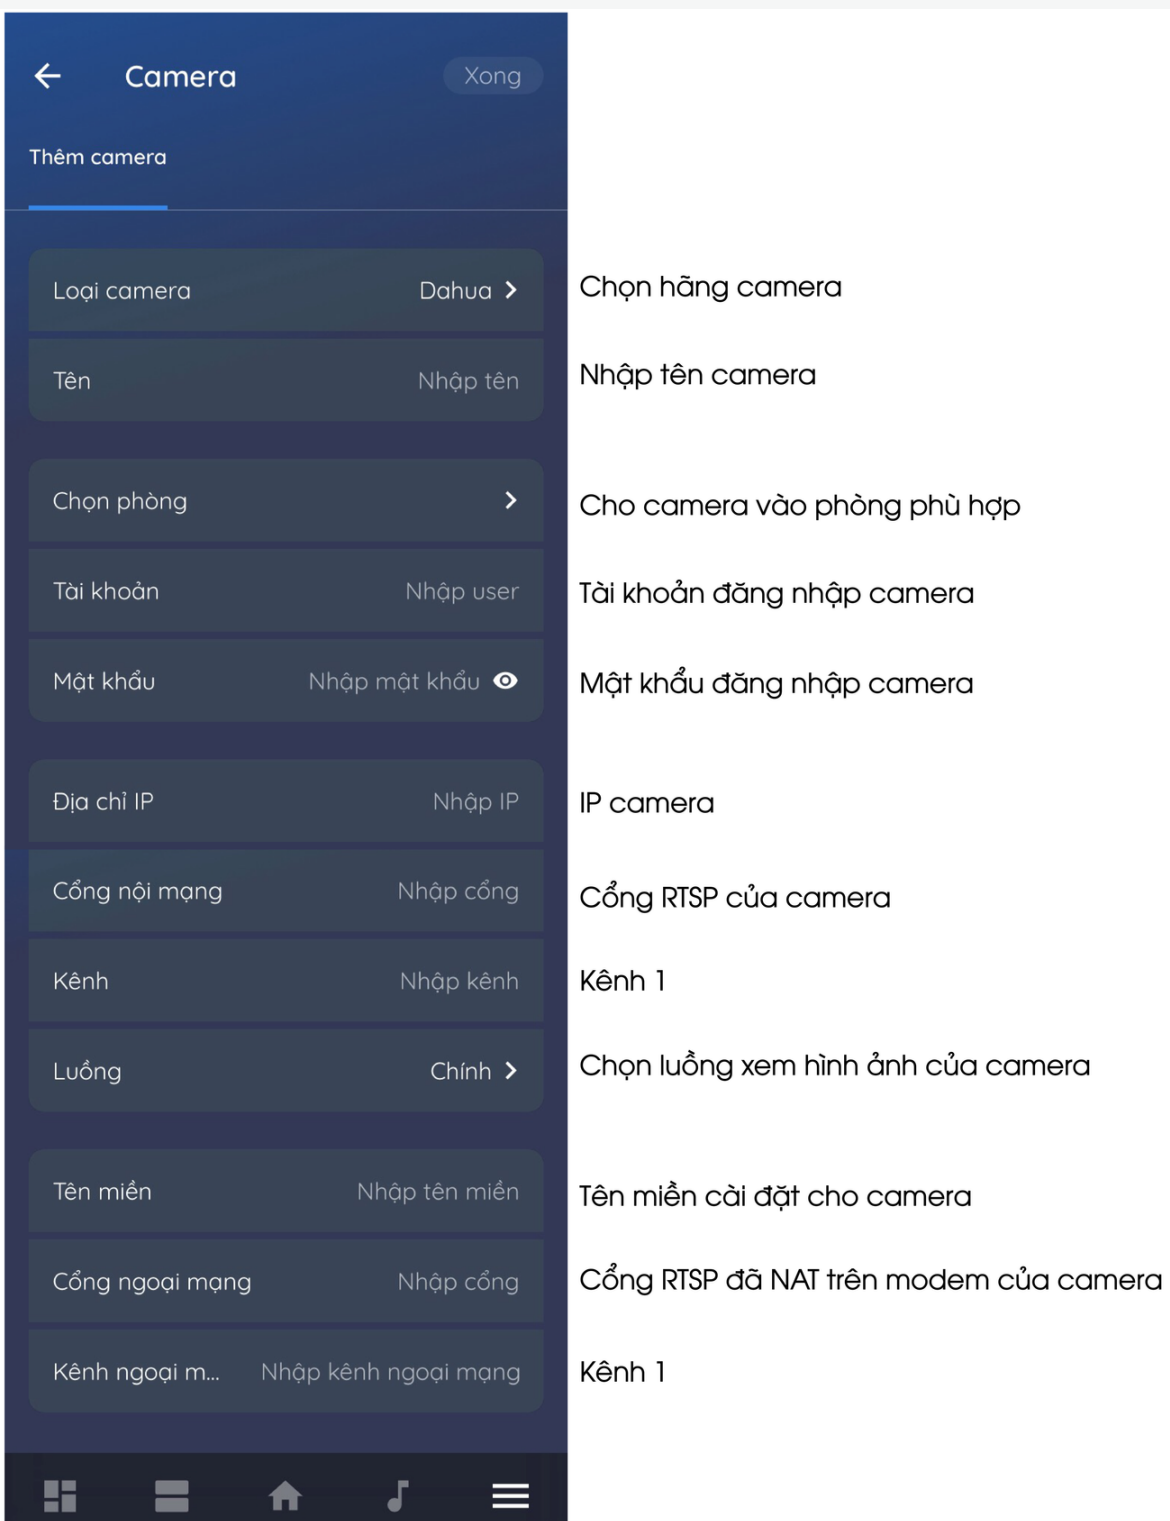 Camera
Xong
Thêm camera
Loại camera
Dahua
Chọn hãng camera
Tên
Nhập tên
Nhập tên camera
Chọn phòng
Cho camera vào phòng phù hợp
Tài khoản
Nhập user
Tài khoản đăng nhập camera
Mật khẩu
Nhập mật khẩu
Mật khẩu đăng nhập camera
Địa chỉ IP
Nhập IP
IP camera
Cổng nội mạng
Nhập cổng
Cổng RTSP của camera
Kênh
Nhập kênh
Kênh 1
Luồng
Chính
Chọn luồng xem hình ảnh của camera
Tên miền
Nhập tên miền
Tên miền cài đặt cho camera
Cổng ngoại mạng
Nhập cổng
Cổng RTSP đã NAT trên modem của camera
Kênh ngoại m...
Nhập kênh ngoại mạng
Kênh 1